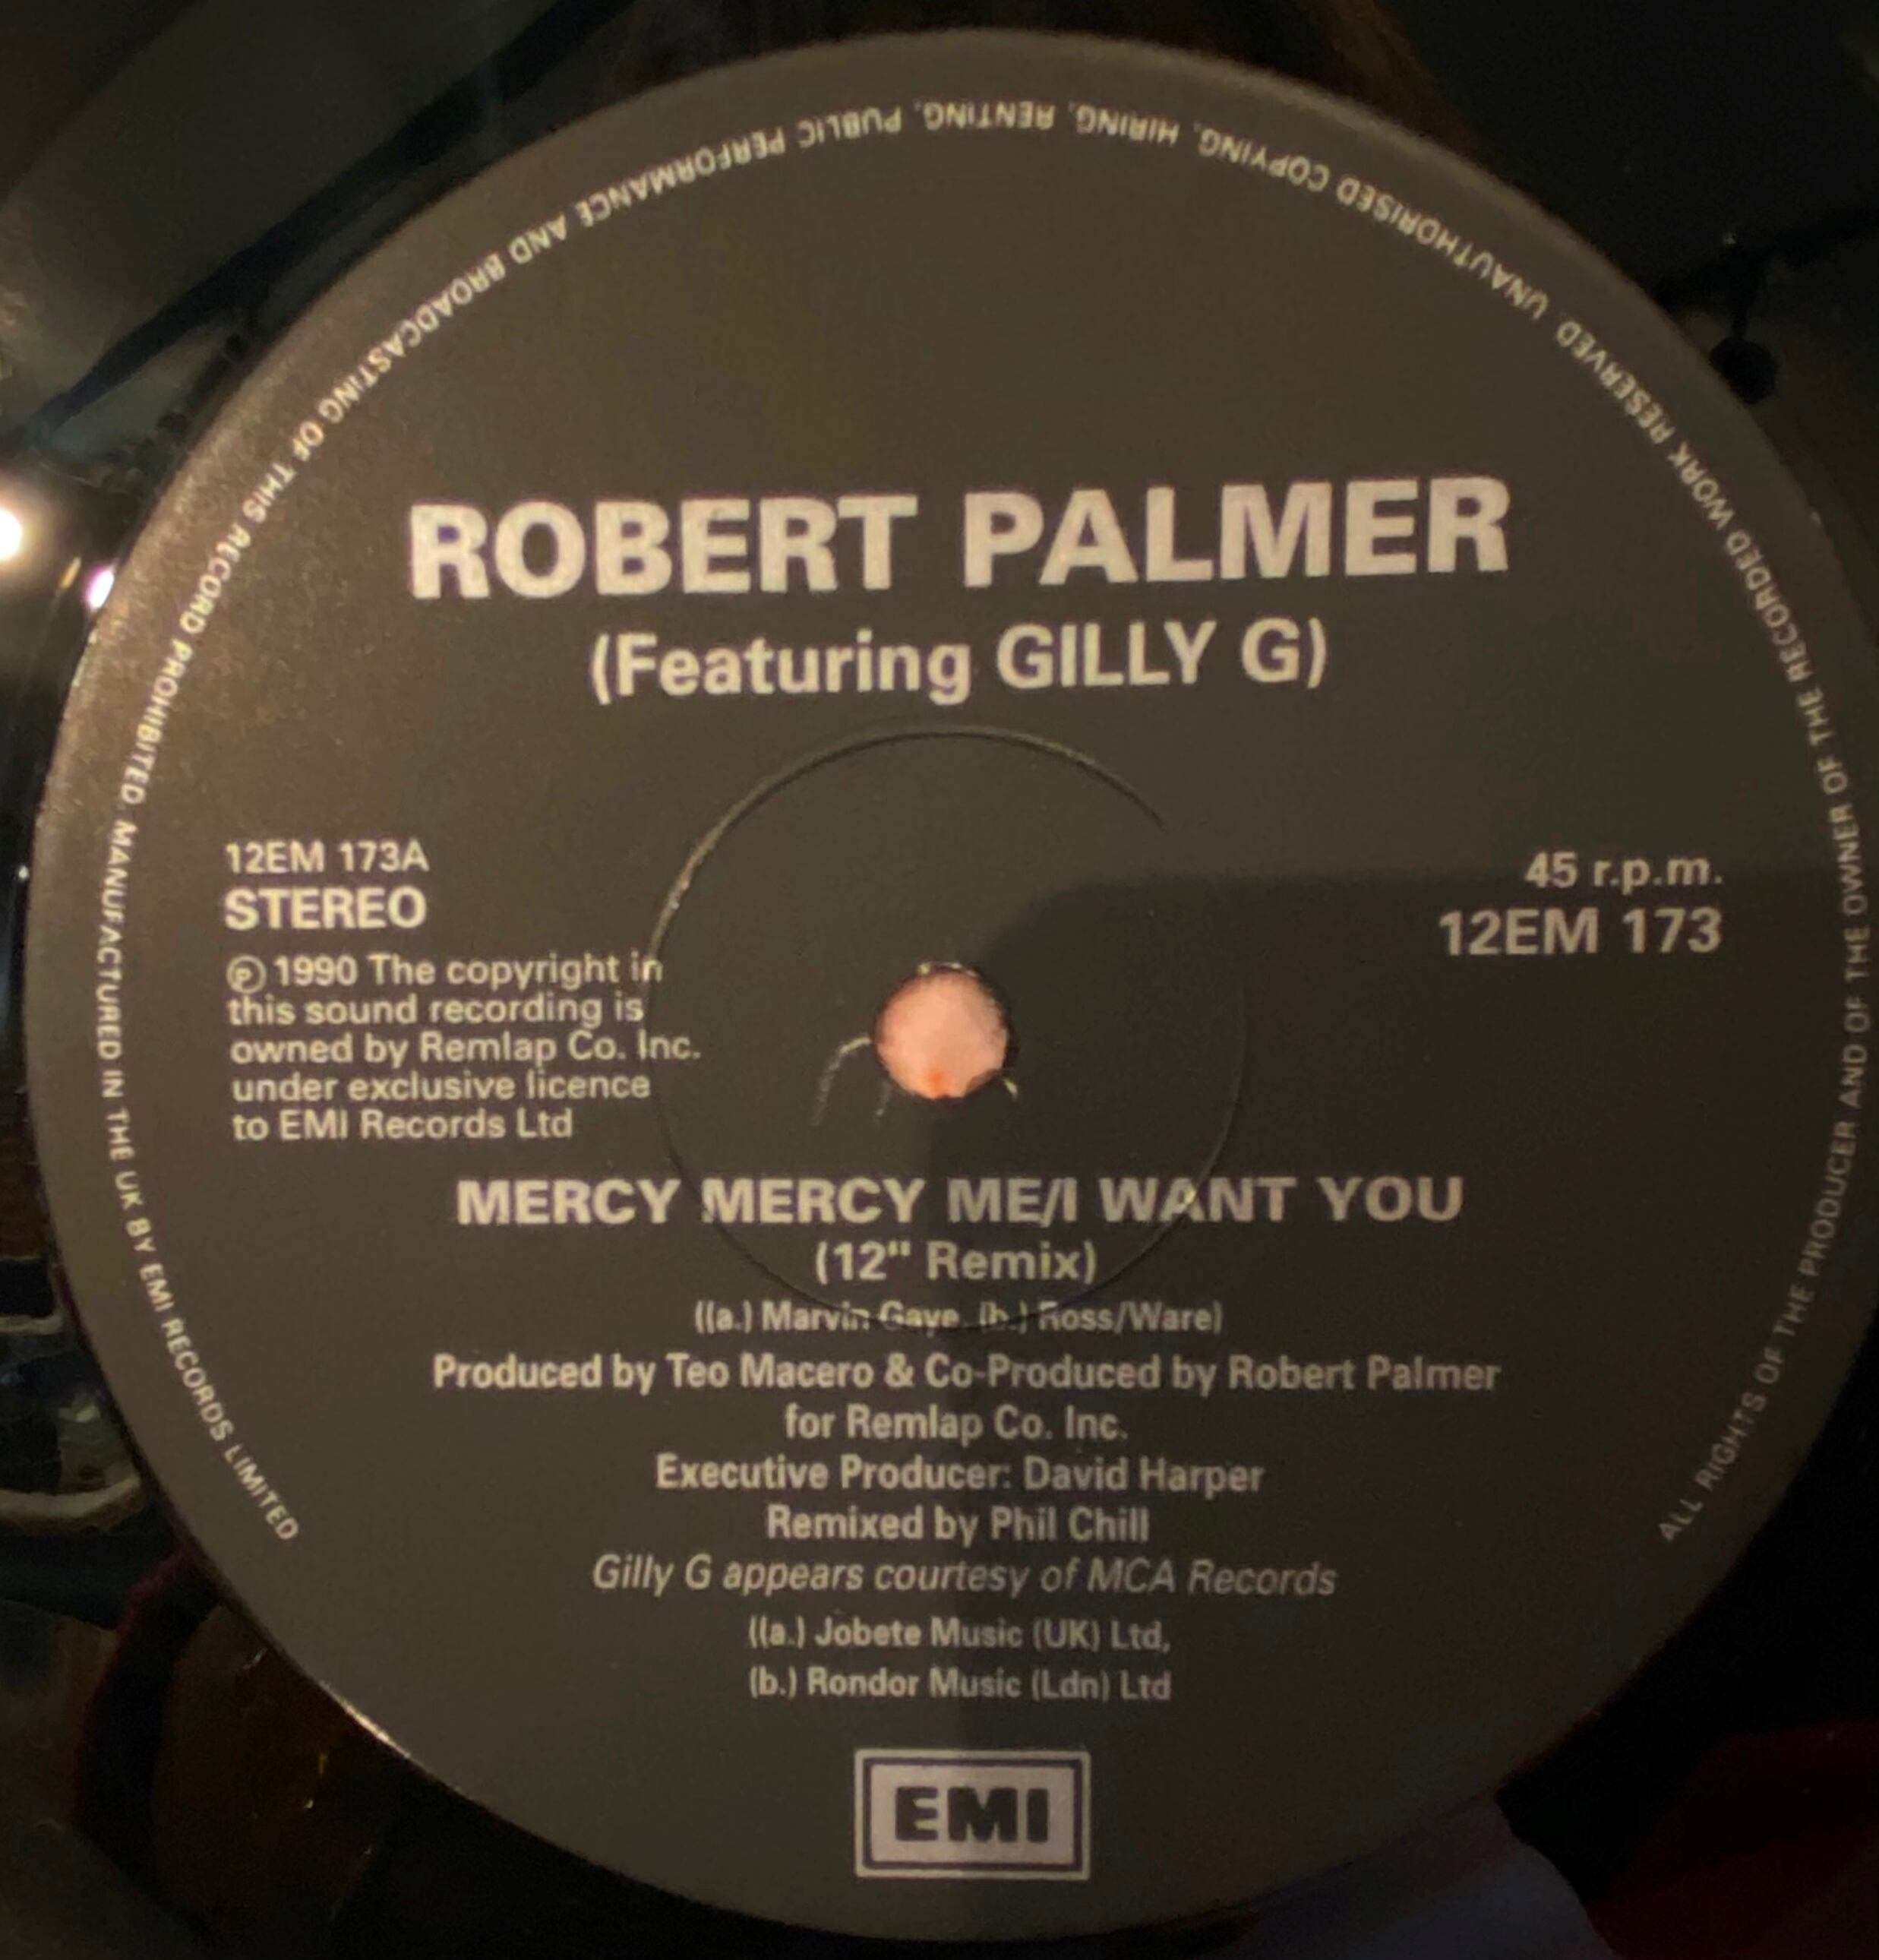 ROBERT PALMER
(Featuring GILLY G)
12EM 173A
STEREO
Ⓟ 1990 The copyright in
this sound recording is
owned by Remlap Co. Inc.
under exclusive licence
to EMI Records Ltd
45 r.p.m.
12EM 173
MERCY MERCY ME/I WANT YOU
(12" Remix)
((a.) Marvin Gaye. (b.) Ross/Ware)
Produced by Teo Macero & Co-Produced by Robert Palmer
for Remlap Co. Inc.
Executive Producer: David Harper
Remixed by Phil Chill
Gilly G appears courtesy of MCA Records
((a.) Jobete Music (UK) Ltd,
(b.) Rondor Music (Ldn) Ltd
EMI
ALL RIGHTS OF THE PRODUCER AND OF THE OWNER OF THE RECORDED WORK RESERVED. UNAUTHORISED COPYING, HIRING, RENTING, PUBLIC PERFORMANCE AND BROADCASTING OF THIS RECORD PROHIBITED. MANUFACTURED IN THE UK BY EMI RECORDS LIMITED